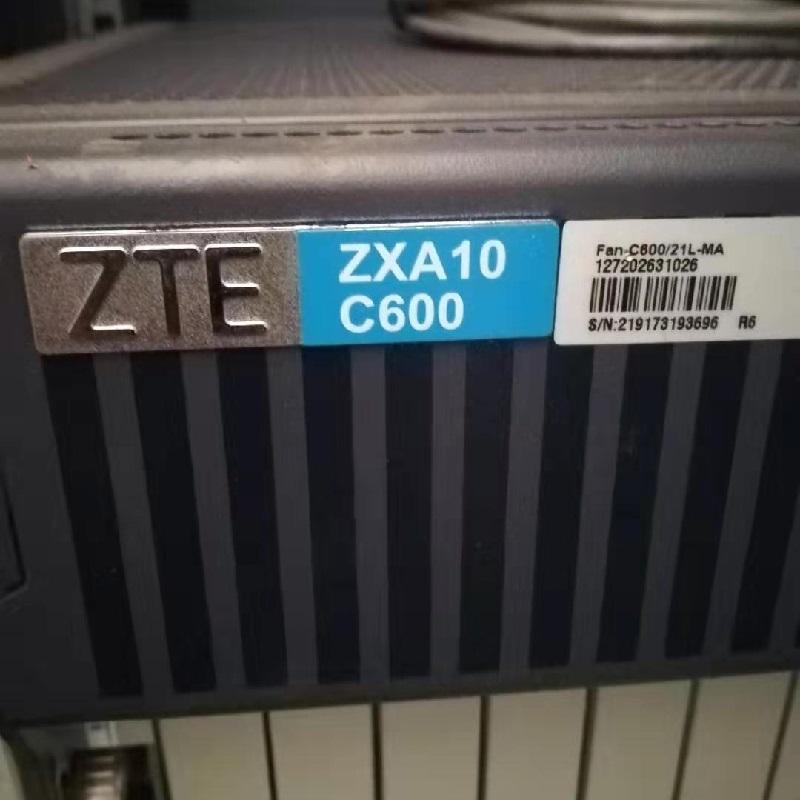 ZTE
ZXA10
C600
Fan-C600/21L-MA
127202631026
S/N:219173193696 R6